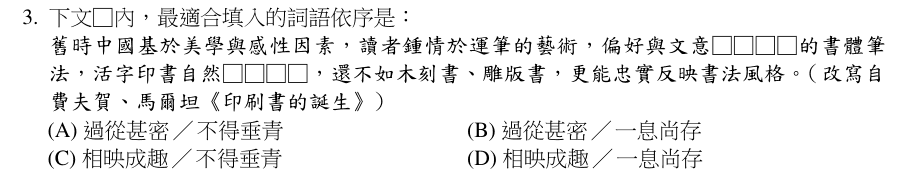 3. 下文□內，最適合填入的詞語依序是：
舊時中國基於美學與感性因素，讀者鍾情於運筆的藝術，偏好與文意□□□□的書體筆
法，活字印書自然□□□□，還不如木刻書、雕版書，更能忠實反映書法風格。（改寫自
費夫賀、馬爾坦《印刷書的誕生》）
(A) 過從甚密／不得垂青 (B) 過從甚密／一息尚存
(C) 相映成趣／不得垂青 (D) 相映成趣／一息尚存